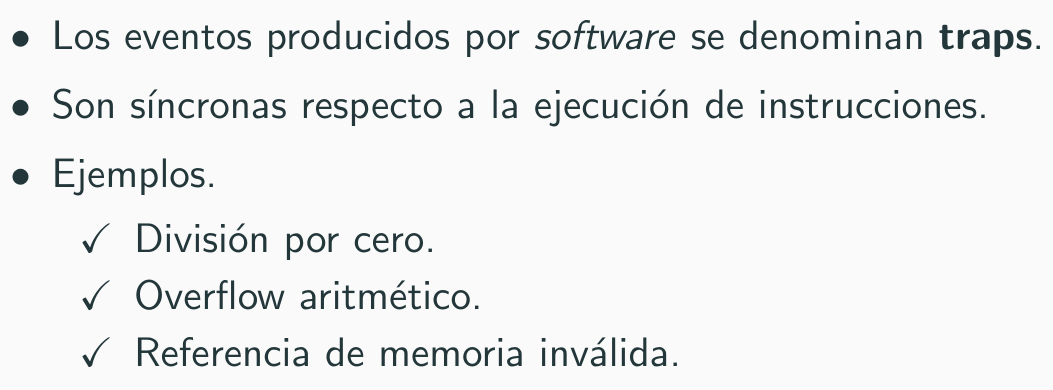 • Los eventos producidos por software se denominan traps.
• Son síncronas respecto a la ejecución de instrucciones.
• Ejemplos.
✓ División por cero.
✓ Overflow aritmético.
✓ Referencia de memoria inválida.